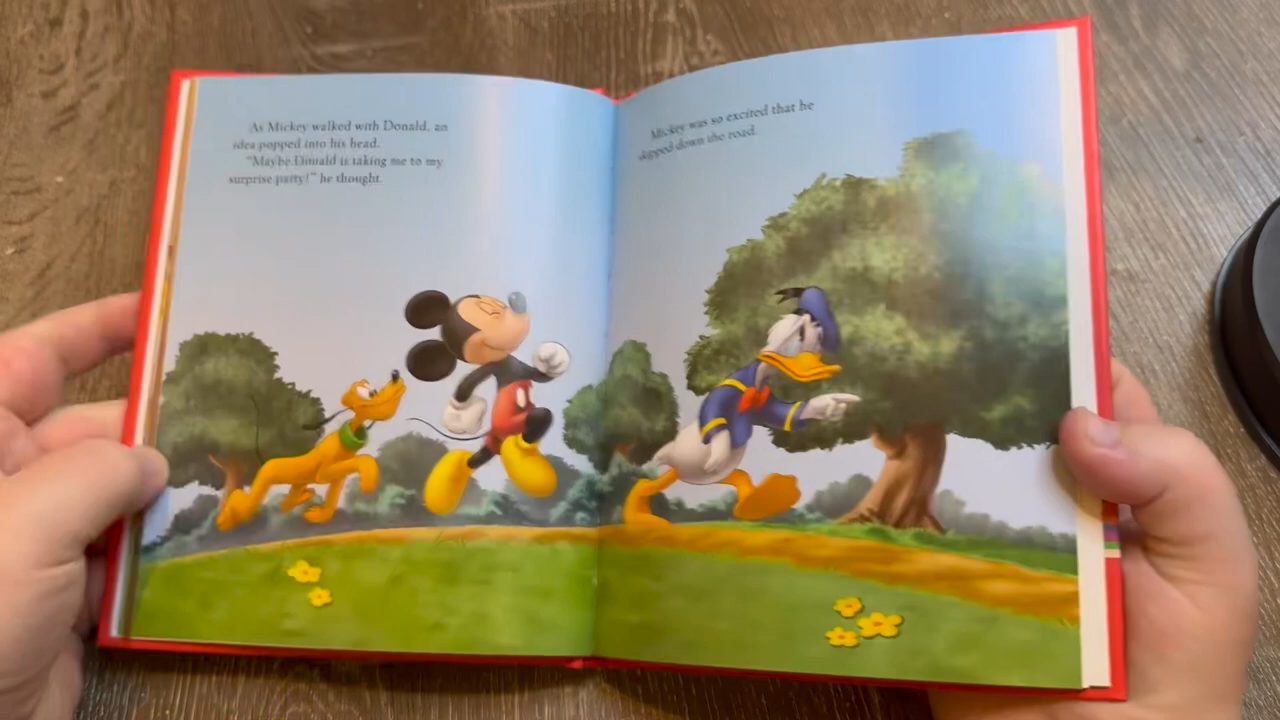 As Mickey walked with Donald, an
idea popped into his head.
"Maybe Donald is taking me to my
surprise party!" he thought.
Mickey was so excited that he
skipped down the road.